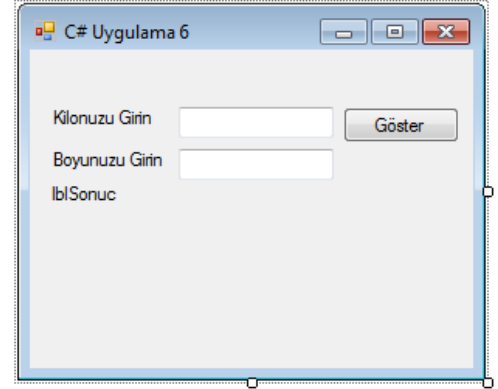 C# Uygulama 6
Kilonuzu Girin
Göster
Boyunuzu Girin
lblSonuc